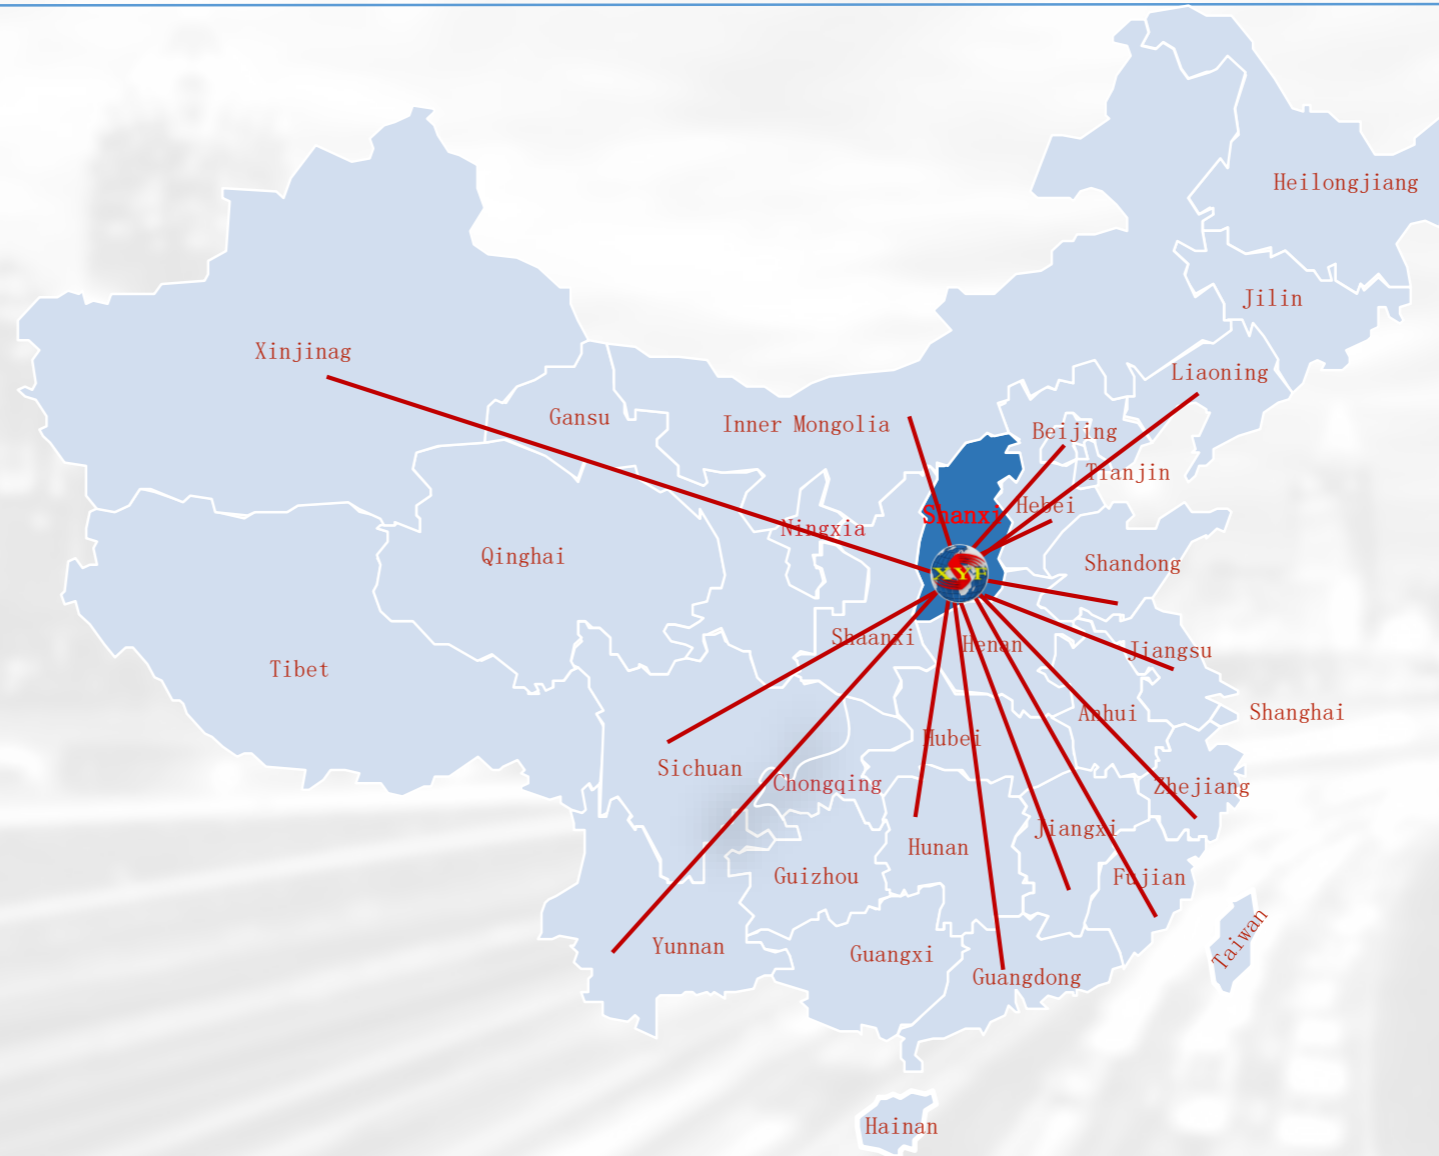 Heilongjiang
Jilin
Xinjinag
Liaoning
Gansu
Inner Mongolia
Beijing
Tianjin
Hebei
Shanxi
Ningxia
Qinghai
Shandong
XYF
Shaanxi
Henan
Jiangsu
Tibet
Anhui
Shanghai
Hubei
Sichuan
Chongqing
Zhejiang
Jiangxi
Hunan
Guizhou
Fujian
Taiwan
Yunnan
Guangxi
Guangdong
Hainan